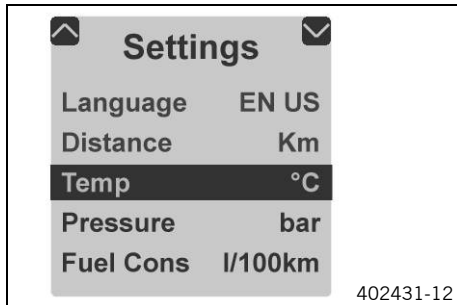 Settings
Language EN US
Distance Km
Temp °C
Pressure bar
Fuel Cons l/100km
402431-12